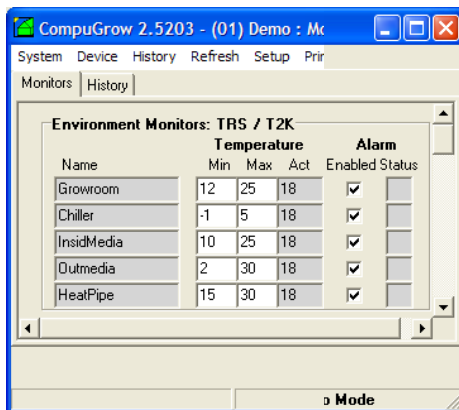 CompuGrow 2.5203 - (01) Demo : Mo
System Device History Refresh Setup Prin
Monitors History
Environment Monitors: TRS / T2K
Temperature Alarm
Name Min Max Act Enabled Status
Growroom 12 25 18
Chiller -1 5 18
InsidMedia 10 25 18
Outmedia 2 30 18
HeatPipe 15 30 18
o Mode